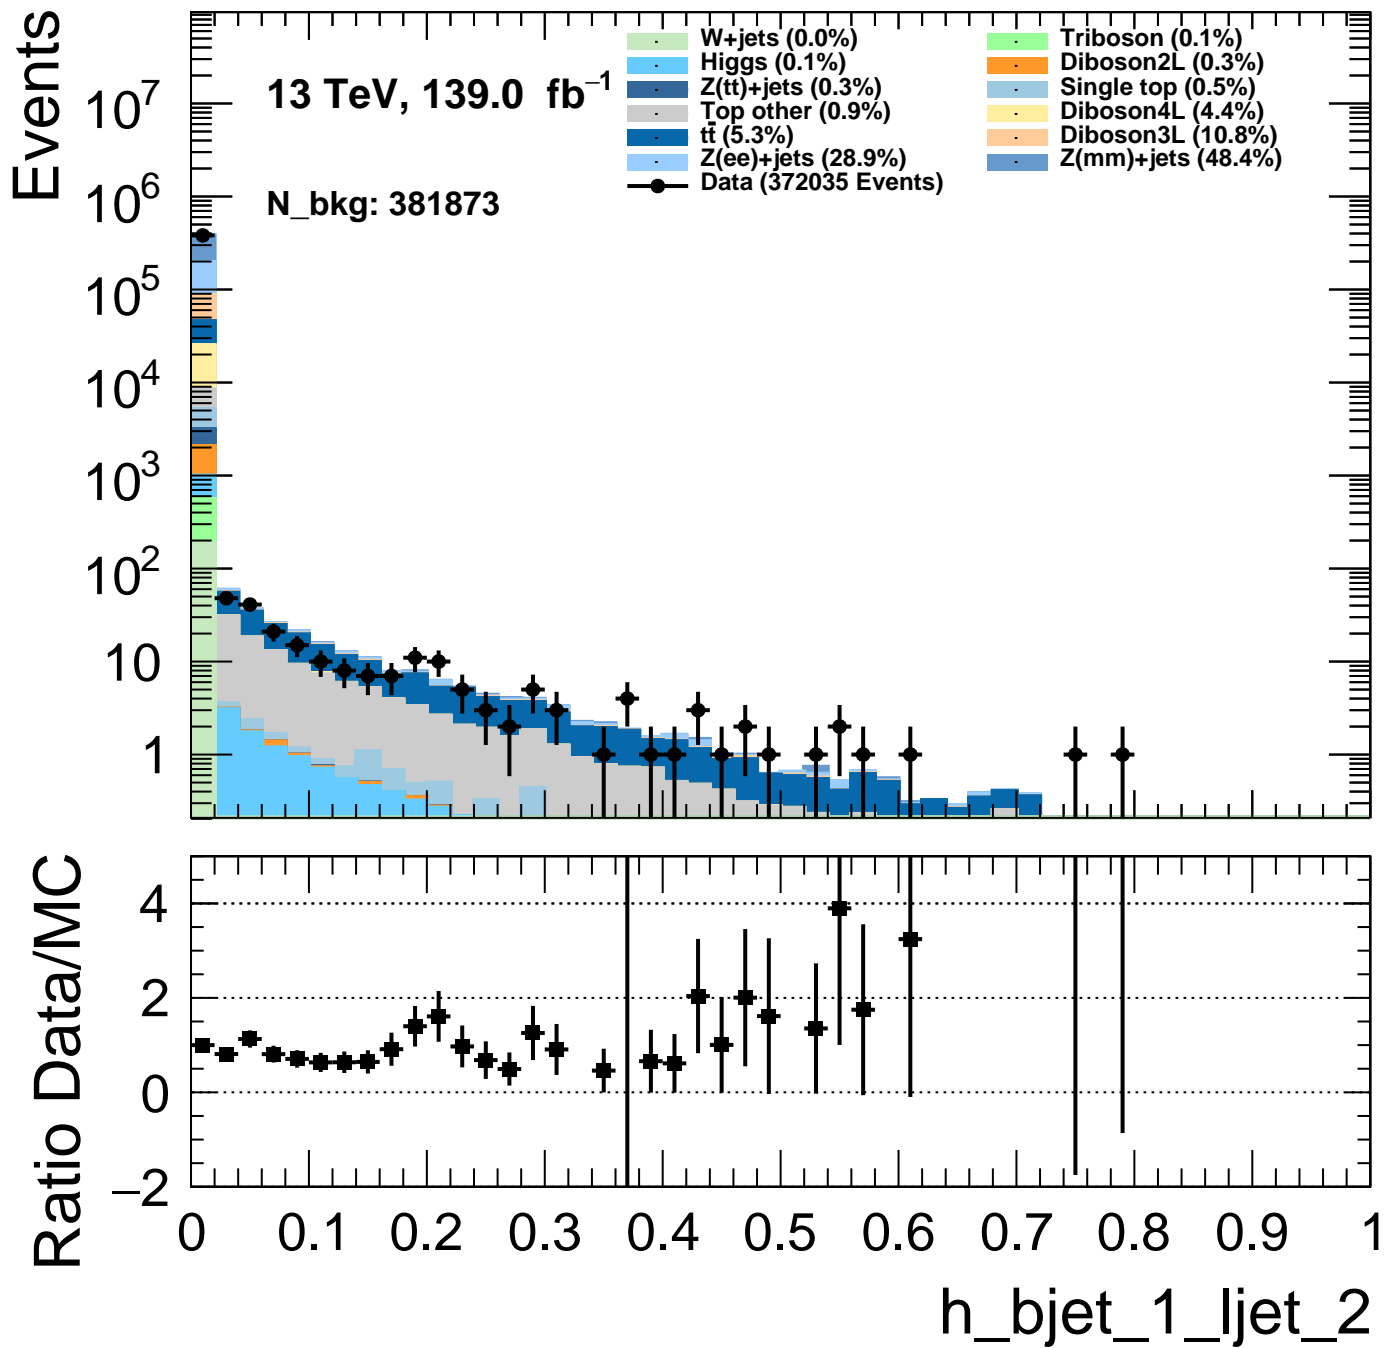 Events
13 TeV, 139.0 fb⁻¹
N_bkg: 381873
W+jets (0.0%)
Higgs (0.1%)
Z(tt)+jets (0.3%)
Top other (0.9%)
tt̄ (5.3%)
Z(ee)+jets (28.9%)
Data (372035 Events)
Triboson (0.1%)
Diboson2L (0.3%)
Single top (0.5%)
Diboson4L (4.4%)
Diboson3L (10.8%)
Z(mm)+jets (48.4%)
10⁷
10⁶
10⁵
10⁴
10³
10²
10
1
Ratio Data/MC
4
2
0
−2
0 0.1 0.2 0.3 0.4 0.5 0.6 0.7 0.8 0.9 1
h_bjet_1_ljet_2